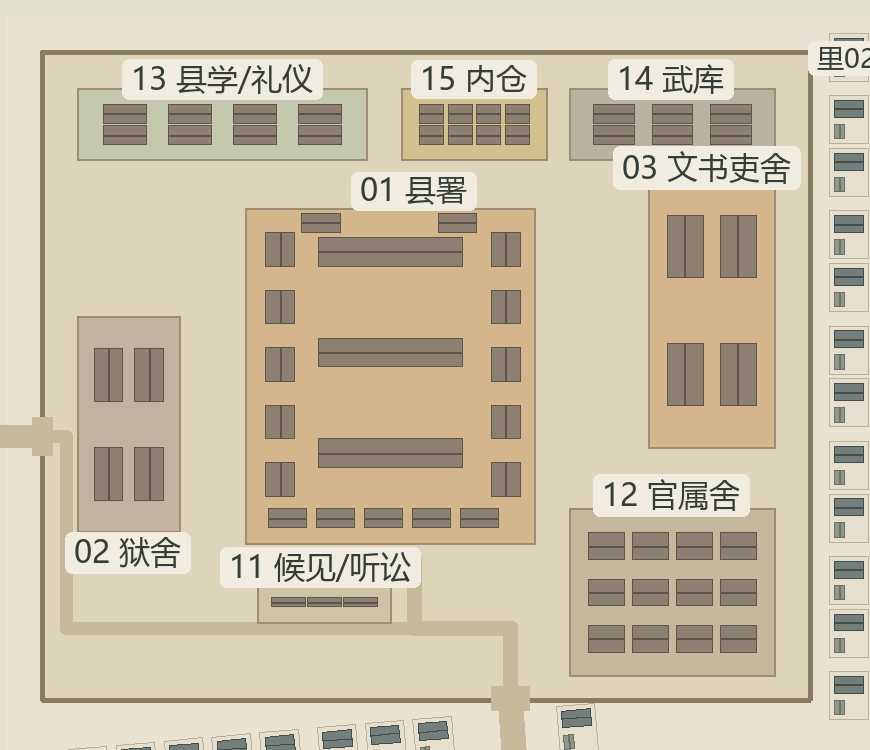 13 县学/礼仪
15 内仓
14 武库
里02
03 文书吏舍
01 县署
12 官属舍
02 狱舍
11 候见/听讼